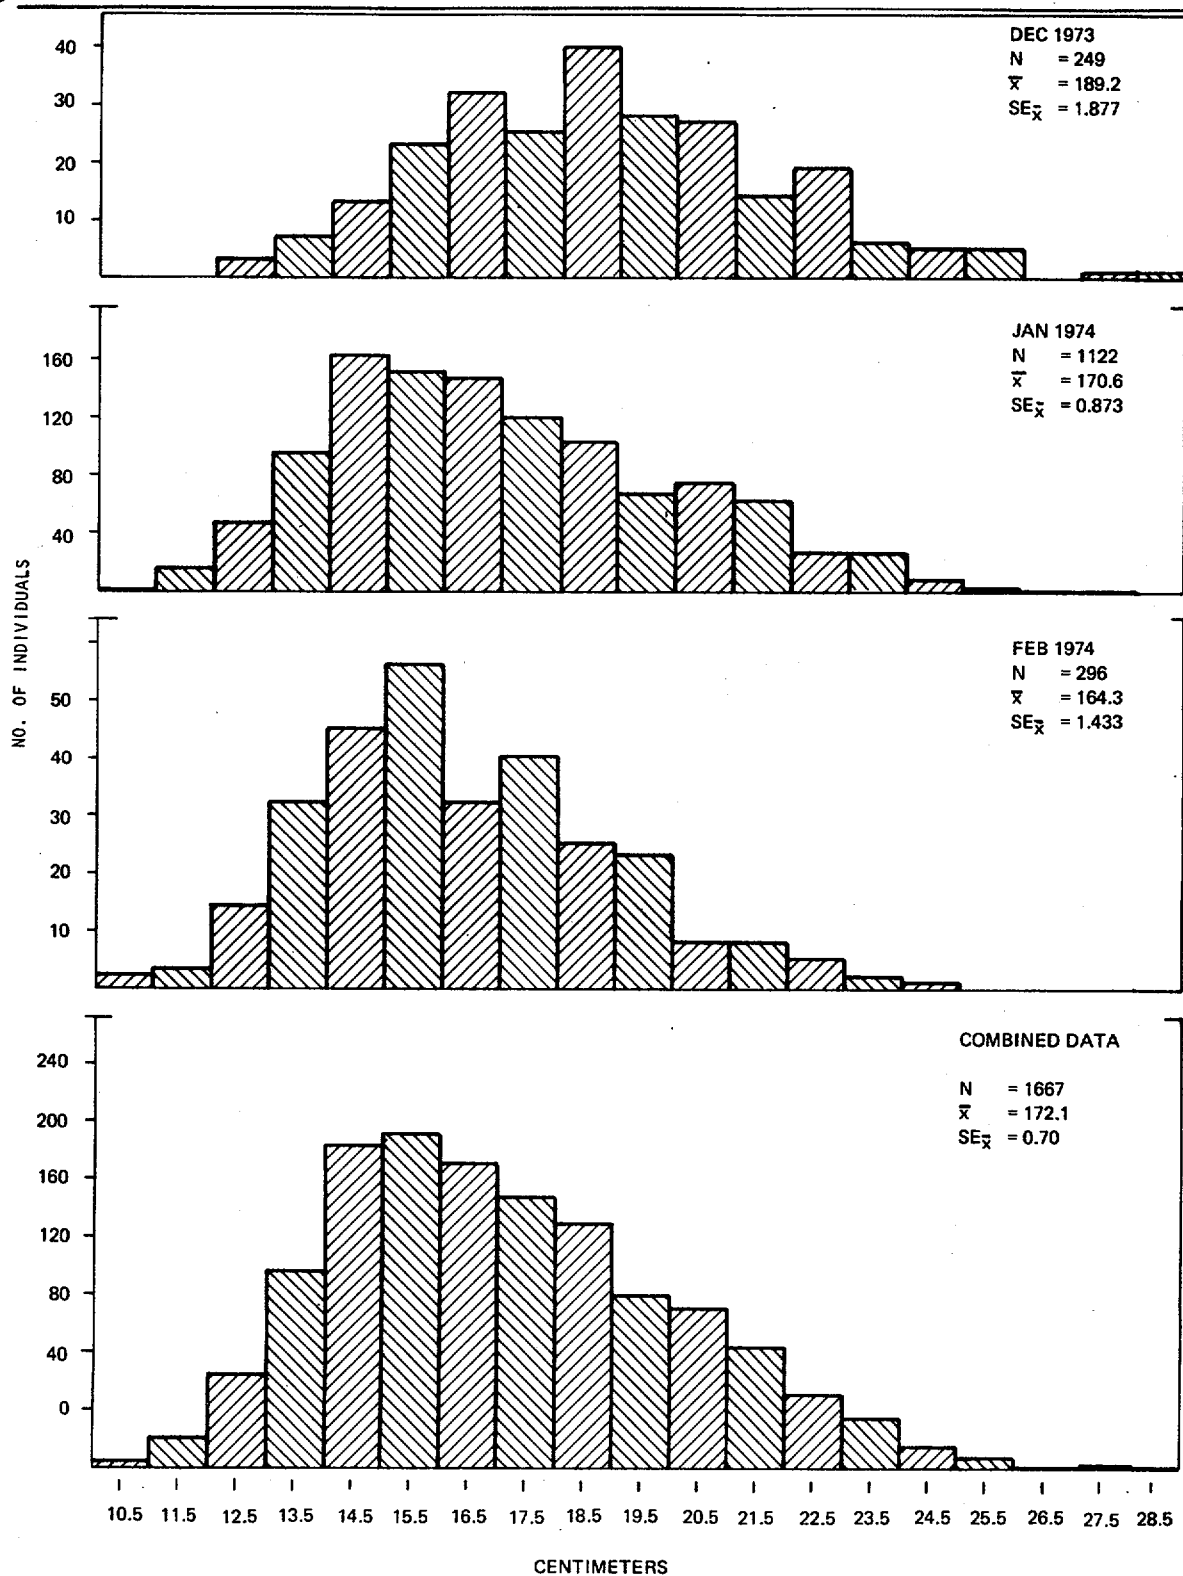 DEC 1973
N = 249
x̅ = 189.2
SEx̅ = 1.877
40
30
20
10
JAN 1974
N = 1122
x̅ = 170.6
SEx̅ = 0.873
160
120
80
40
NO. OF INDIVIDUALS
FEB 1974
N = 296
x̅ = 164.3
SEx̅ = 1.433
50
40
30
20
10
COMBINED DATA
N = 1667
x̅ = 172.1
SEx̅ = 0.70
240
200
160
120
80
40
0
10.5 11.5 12.5 13.5 14.5 15.5 16.5 17.5 18.5 19.5 20.5 21.5 22.5 23.5 24.5 25.5 26.5 27.5 28.5
CENTIMETERS